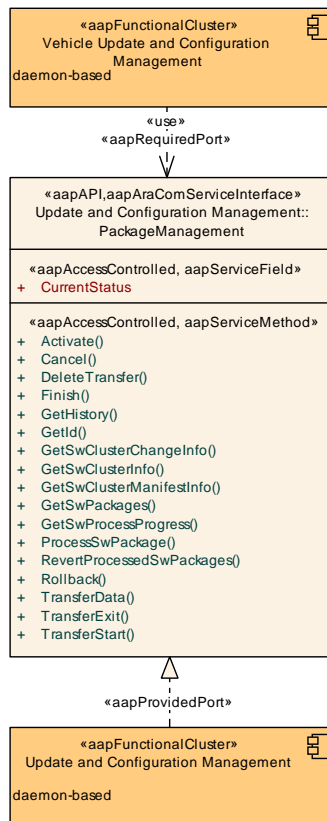 «aapFunctionalCluster»
Vehicle Update and Configuration
Management
daemon-based
«use»
«aapRequiredPort»
«aapAPI,aapAraComServiceInterface»
Update and Configuration Management::
PackageManagement
«aapAccessControlled, aapServiceField»
+ CurrentStatus
«aapAccessControlled, aapServiceMethod»
+ Activate()
+ Cancel()
+ DeleteTransfer()
+ Finish()
+ GetHistory()
+ GetId()
+ GetSwClusterChangeInfo()
+ GetSwClusterInfo()
+ GetSwClusterManifestInfo()
+ GetSwPackages()
+ GetSwProcessProgress()
+ ProcessSwPackage()
+ RevertProcessedSwPackages()
+ Rollback()
+ TransferData()
+ TransferExit()
+ TransferStart()
«aapProvidedPort»
«aapFunctionalCluster»
Update and Configuration Management
daemon-based